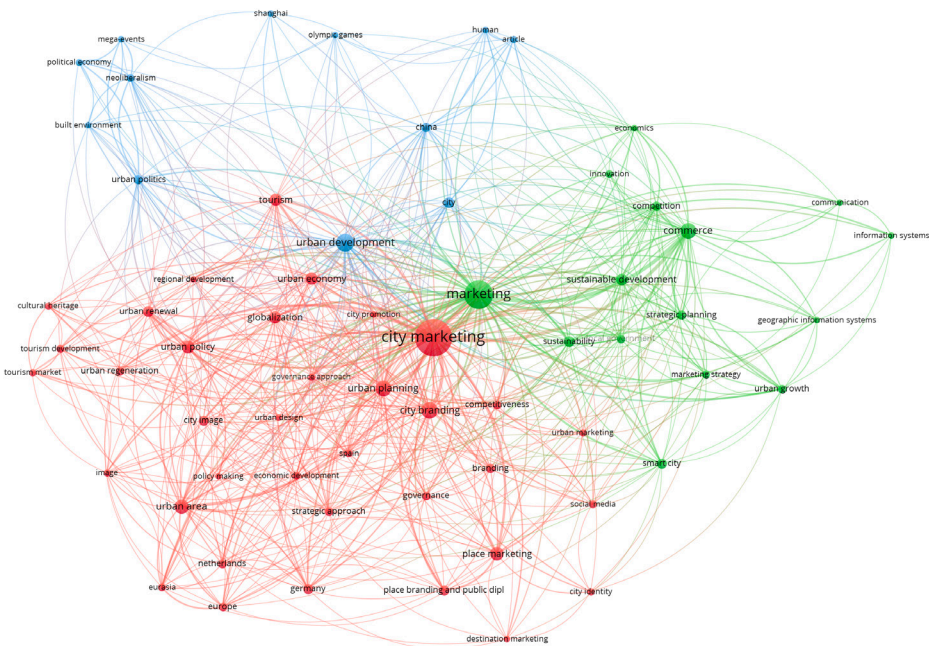 shanghai
human
olympic games
mega-events
article
political economy
neoliberalism
built environment
china
economics
innovation
urban politics
tourism
city
competition
communication
commerce
information systems
urban development
regional development
urban economy
sustainable development
marketing
cultural heritage
urban renewal
globalization
city promotion
strategic planning
geographic information systems
city marketing
sustainability
government
tourism development
urban policy
tourism market
urban regeneration
governance approach
marketing strategy
urban planning
urban growth
competitiveness
city branding
city image
urban design
urban marketing
spain
smart city
image
policy making
economic development
branding
governance
social media
urban area
strategic approach
place marketing
netherlands
eurasia
germany
place branding and public dipl
city identity
europe
destination marketing